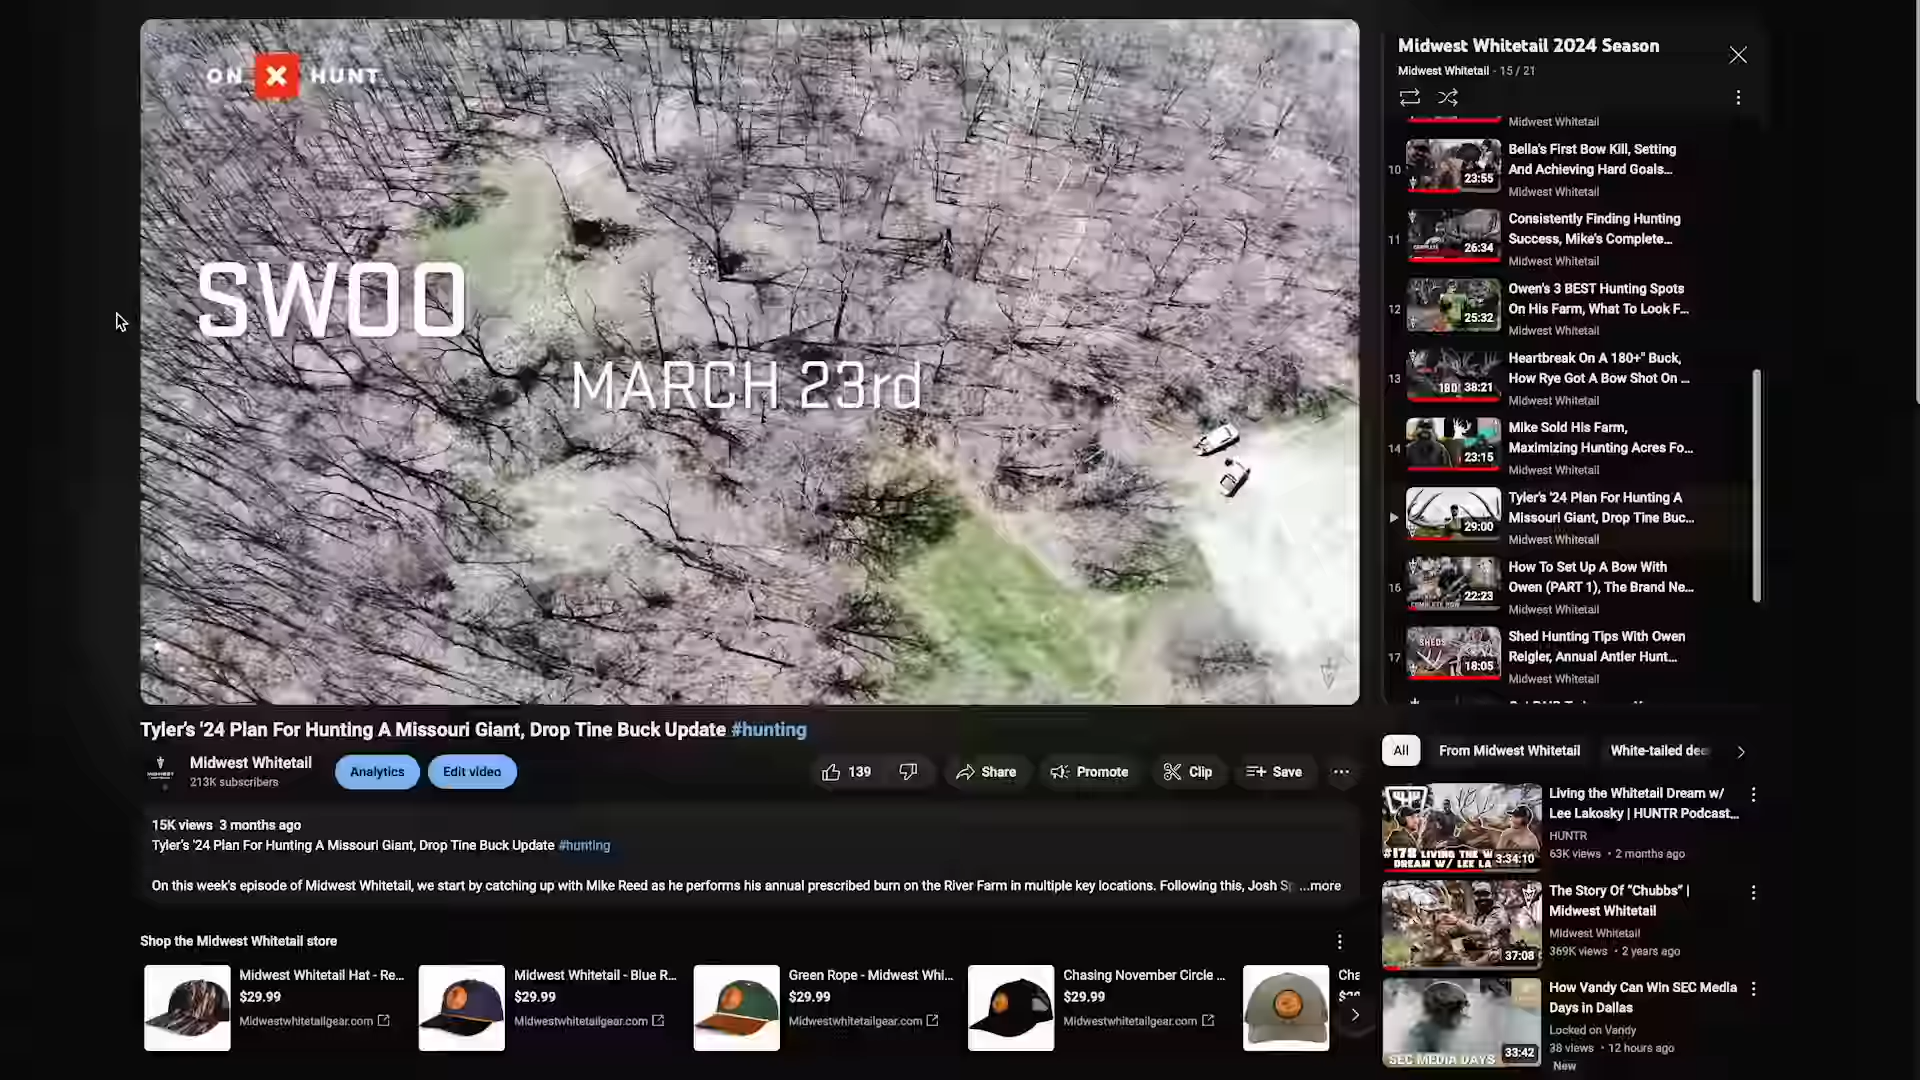 ON X HUNT
SWOO
MARCH 23rd
Tyler's '24 Plan For Hunting A Missouri Giant, Drop Tine Buck Update #hunting
Midwest Whitetail
213K subscribers
Analytics
Edit video
139
Share
Promote
Clip
Save
15K views 3 months ago
Tyler's '24 Plan For Hunting A Missouri Giant, Drop Tine Buck Update #hunting
On this week's episode of Midwest Whitetail, we start by catching up with Mike Reed as he performs his annual prescribed burn on the River Farm in multiple key locations. Following this, Josh S ...more
Shop the Midwest Whitetail store
Midwest Whitetail Hat - Re...
$29.99
Midwestwhitetailgear.com
Midwest Whitetail - Blue R...
$29.99
Midwestwhitetailgear.com
Green Rope - Midwest Whi...
$29.99
Midwestwhitetailgear.com
Chasing November Circle ...
$29.99
Midwestwhitetailgear.com
Cha
Midwest Whitetail 2024 Season
Midwest Whitetail - 15 / 21
Midwest Whitetail
10
23:55
Bella's First Bow Kill, Setting
And Achieving Hard Goals...
Midwest Whitetail
11
26:34
Consistently Finding Hunting
Success, Mike's Complete...
Midwest Whitetail
12
25:32
Owen's 3 BEST Hunting Spots
On His Farm, What To Look F...
Midwest Whitetail
13
180" 38:21
Heartbreak On A 180+" Buck,
How Rye Got A Bow Shot On ...
Midwest Whitetail
14
23:15
Mike Sold His Farm,
Maximizing Hunting Acres Fo...
Midwest Whitetail
29:00
Tyler's '24 Plan For Hunting A
Missouri Giant, Drop Tine Buc...
Midwest Whitetail
16
22:23
How To Set Up A Bow With
Owen (PART 1), The Brand Ne...
Midwest Whitetail
17
SHEDS
18:05
Shed Hunting Tips With Owen
Reigler, Annual Antler Hunt...
Midwest Whitetail
All
From Midwest Whitetail
White-tailed dee
#178 LIVING THE W
DREAM W/ LEE LA
3:34:10
Living the Whitetail Dream w/
Lee Lakosky | HUNTR Podcast...
HUNTR
63K views • 2 months ago
37:08
The Story Of "Chubbs" |
Midwest Whitetail
Midwest Whitetail
369K views • 2 years ago
SEC MEDIA DAYS
33:42
How Vandy Can Win SEC Media
Days in Dallas
Locked on Vandy
38 views • 12 hours ago
New